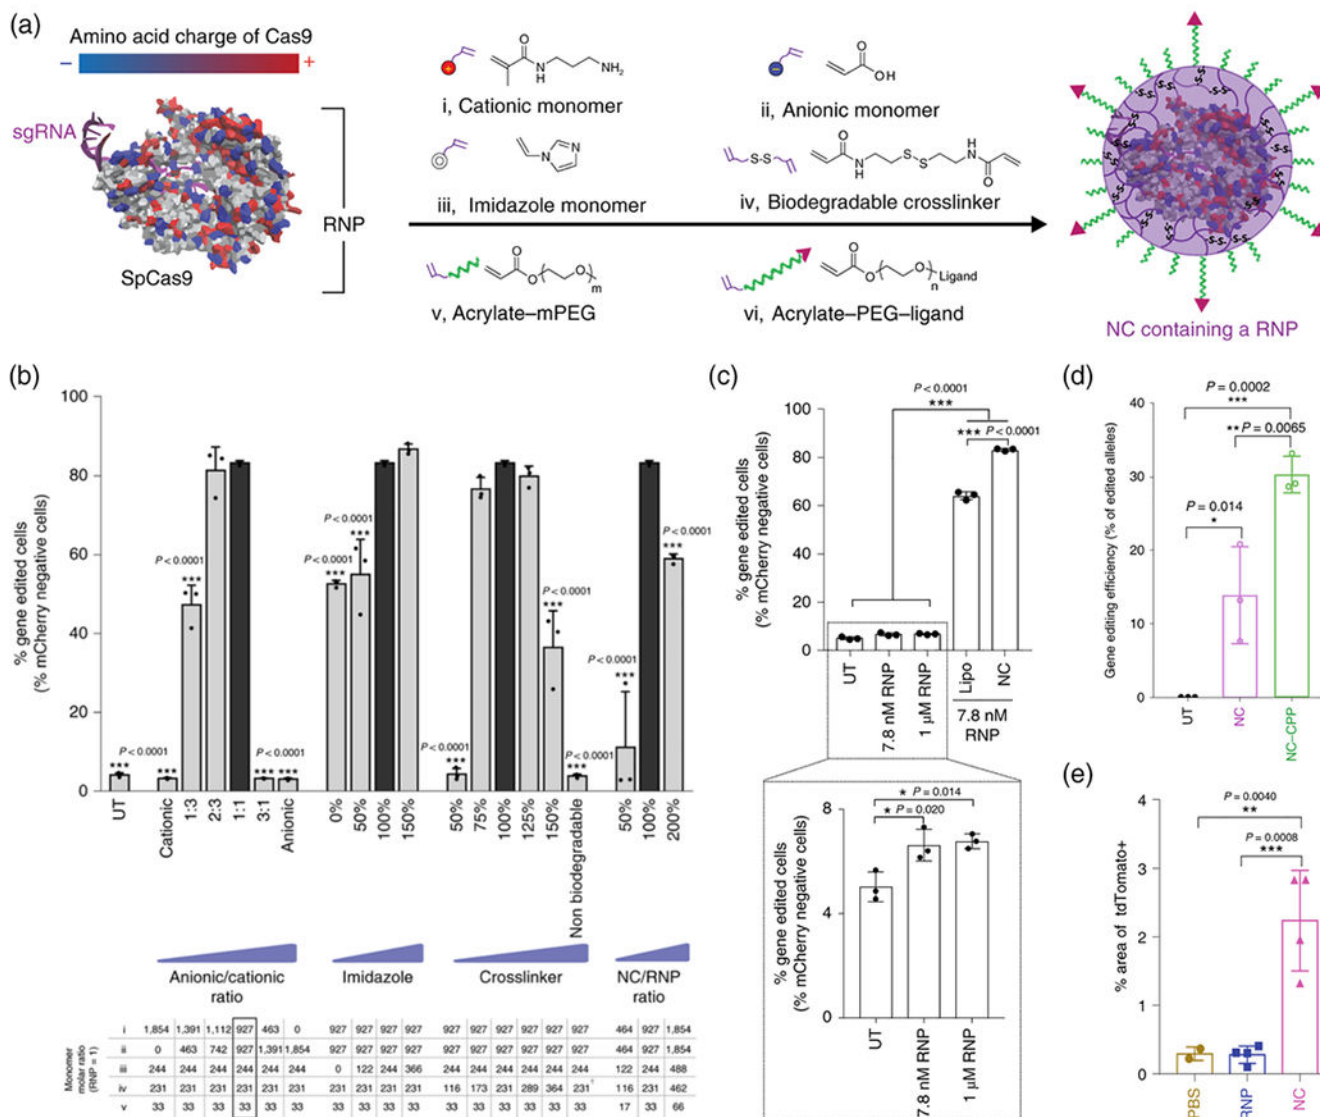 (a)
Amino acid charge of Cas9
− +
sgRNA
SpCas9
RNP
i, Cationic monomer
ii, Anionic monomer
iii, Imidazole monomer
iv, Biodegradable crosslinker
v, Acrylate–mPEG
vi, Acrylate–PEG–ligand
NC containing a RNP
(b)
% gene edited cells
(% mCherry negative cells)
100
80
60
40
20
0
P < 0.0001
P < 0.0001
P < 0.0001
P < 0.0001
P < 0.0001
P < 0.0001
P < 0.0001
P < 0.0001
P < 0.0001
P < 0.0001
P < 0.0001
P < 0.0001
UT
Cationic
1:3
2:3
1:1
3:1
Anionic
0%
50%
100%
150%
50%
75%
100%
125%
150%
Non biodegradable
50%
100%
200%
Anionic/cationic
ratio
Imidazole
Crosslinker
NC/RNP
ratio
Monomer
molar ratio
(RNP = 1)
i 1,854 1,391 1,112 927 463 0 927 927 927 927 927 927 927 927 927 927 464 927 1,854
ii 0 463 742 927 1,391 1,854 927 927 927 927 927 927 927 927 927 927 464 927 1,854
iii 244 244 244 244 244 244 0 122 244 366 244 244 244 244 244 244 122 244 488
iv 231 231 231 231 231 231 231 231 231 231 116 173 231 289 364 231† 116 231 462
v 33 33 33 33 33 33 33 33 33 33 33 33 33 33 33 33 17 33 66
(c)
% gene edited cells
(% mCherry negative cells)
100
80
60
40
20
0
P < 0.0001
***
*** P < 0.0001
UT
7.8 nM RNP
1 µM RNP
Lipo
NC
7.8 nM
RNP
% gene edited cells
(% mCherry negative cells)
8
4
0
* P = 0.014
* P = 0.020
UT
7.8 nM RNP
1 µM RNP
(d)
Gene editing efficiency (% of edited alleles)
40
30
20
10
0
P = 0.0002
***
**P = 0.0065
P = 0.014
*
UT
NC
NC–CPP
(e)
% area of tdTomato+
4
3
2
1
0
P = 0.0040
**
P = 0.0008
***
PBS
RNP
NC